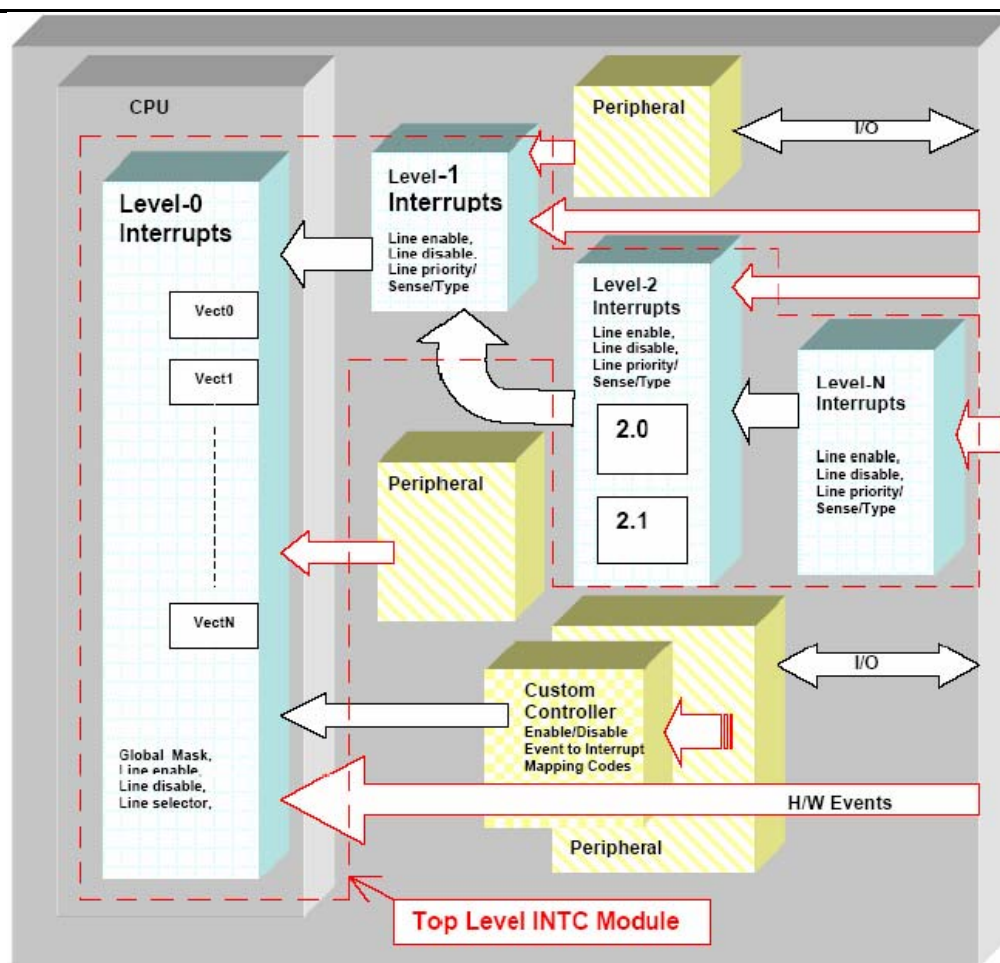 CPU
Peripheral
I/O
Level-0
Interrupts
Level-1
Interrupts
Line enable,
Line disable,
Line priority/
Sense/Type
Vect0
Vect1
VectN
Level-2
Interrupts
Line enable,
Line disable,
Line priority/
Sense/Type
2.0
2.1
Level-N
Interrupts
Line enable,
Line disable,
Line priority/
Sense/Type
Peripheral
Custom
Controller
Enable/Disable
Event to Interrupt
Mapping Codes
I/O
Global Mask,
Line enable,
Line disable,
Line selector,
H/W Events
Peripheral
Top Level INTC Module